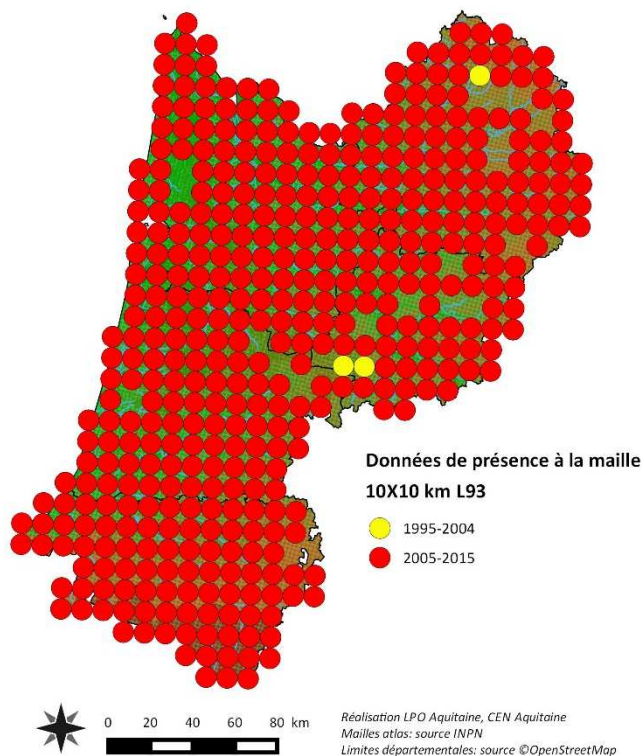 Données de présence à la maille
10X10 km L93
1995-2004
2005-2015
0 20 40 60 80 km
Réalisation LPO Aquitaine, CEN Aquitaine
Mailles atlas: source INPN
Limites départementales: source ©OpenStreetMap